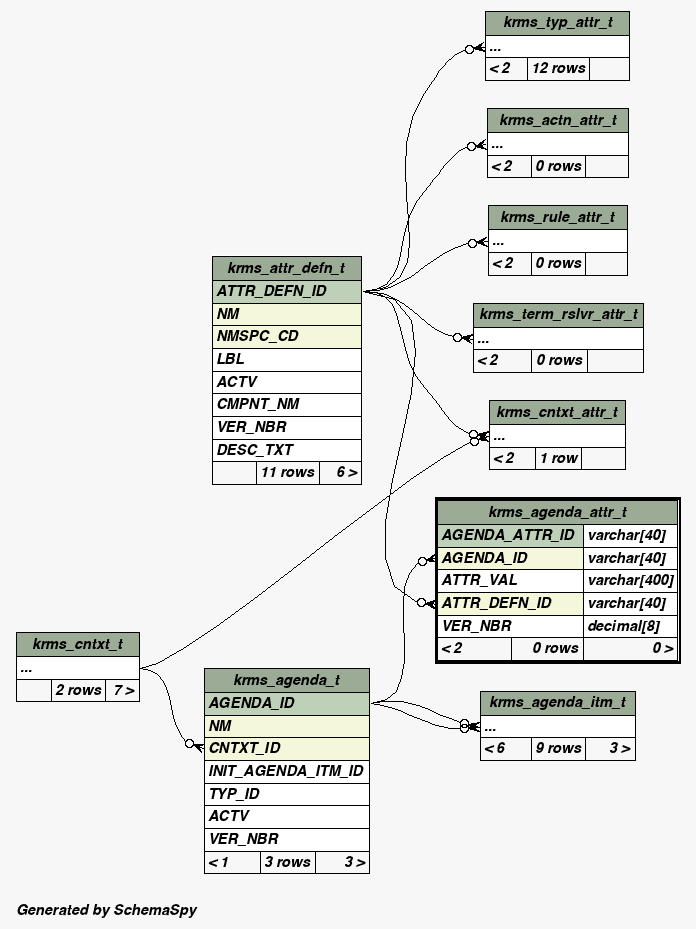 krms_typ_attr_t
...
< 2 12 rows
krms_actn_attr_t
...
< 2 0 rows
krms_rule_attr_t
...
< 2 0 rows
krms_attr_defn_t
ATTR_DEFN_ID
NM
NMSPC_CD
LBL
ACTV
CMPNT_NM
VER_NBR
DESC_TXT
11 rows 6 >
krms_term_rslvr_attr_t
...
< 2 0 rows
krms_cntxt_attr_t
...
< 2 1 row
krms_agenda_attr_t
AGENDA_ATTR_ID varchar[40]
AGENDA_ID varchar[40]
ATTR_VAL varchar[400]
ATTR_DEFN_ID varchar[40]
VER_NBR decimal[8]
< 2 0 rows 0 >
krms_cntxt_t
...
2 rows 7 >
krms_agenda_t
AGENDA_ID
NM
CNTXT_ID
INIT_AGENDA_ITM_ID
TYP_ID
ACTV
VER_NBR
< 1 3 rows 3 >
krms_agenda_itm_t
...
< 6 9 rows 3 >
Generated by SchemaSpy